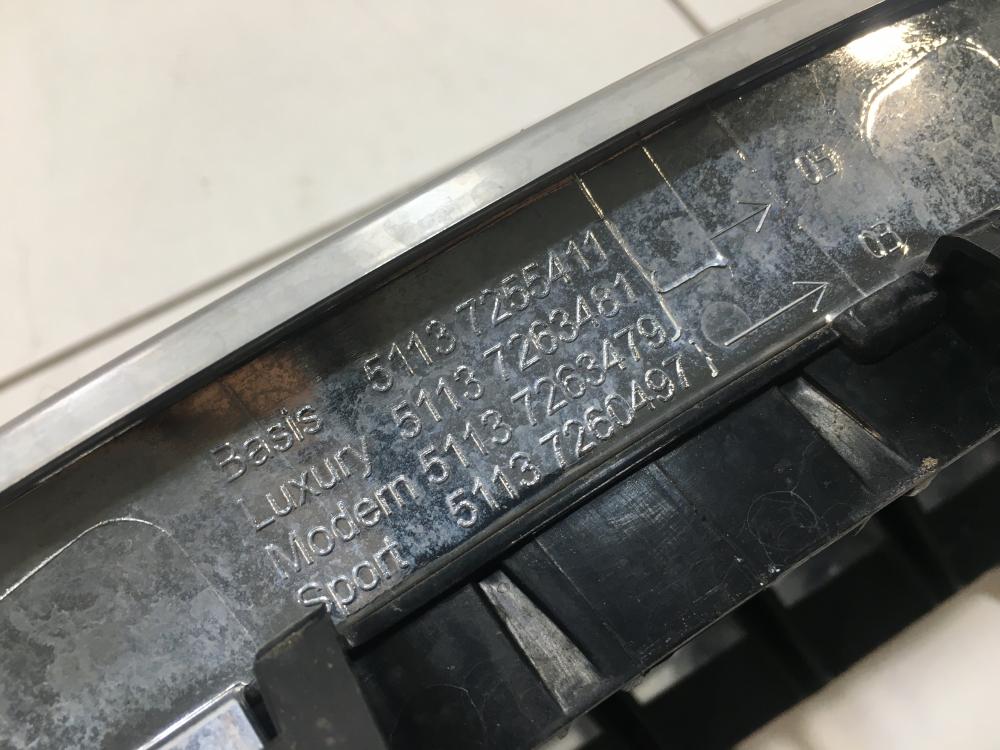 Basis 5113 7255411
Luxury 5113 7263481
Modern 5113 7263479
Sport 5113 7260497
05
03